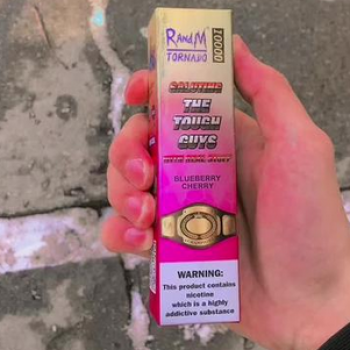 RandM
TORNADO
10000
SALUTING
THE
TOUGH
GUYS
BLUEBERRY
CHERRY
WARNING:
This product contains
nicotine
which is a highly
addictive substance